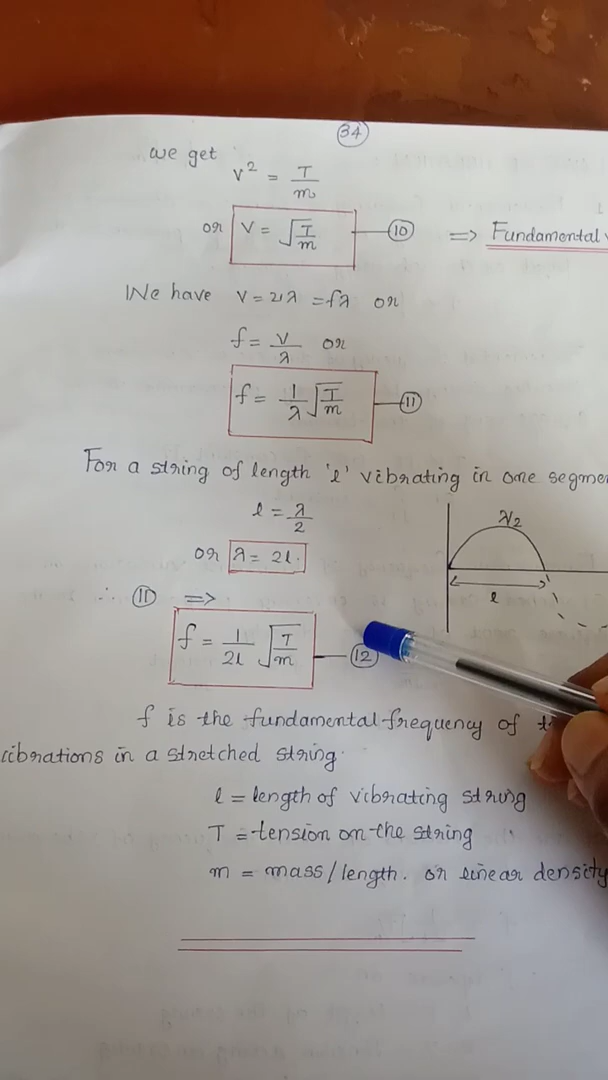 34
we get
v² = T/m
or v = √T/m —10 => Fundamental
We have v = νλ = fλ or
f = v/λ or
f = 1/λ √T/m —11
For a string of length 'l' vibrating in one
l = λ/2
λ/2
or λ = 2l.
l
∴ 11 =>
f = 1/2l √T/m —12
f is the fundamental frequency of
vibrations in a stretched string.
l = length of vibrating string
T = tension on the string
m = mass/length. or linear density